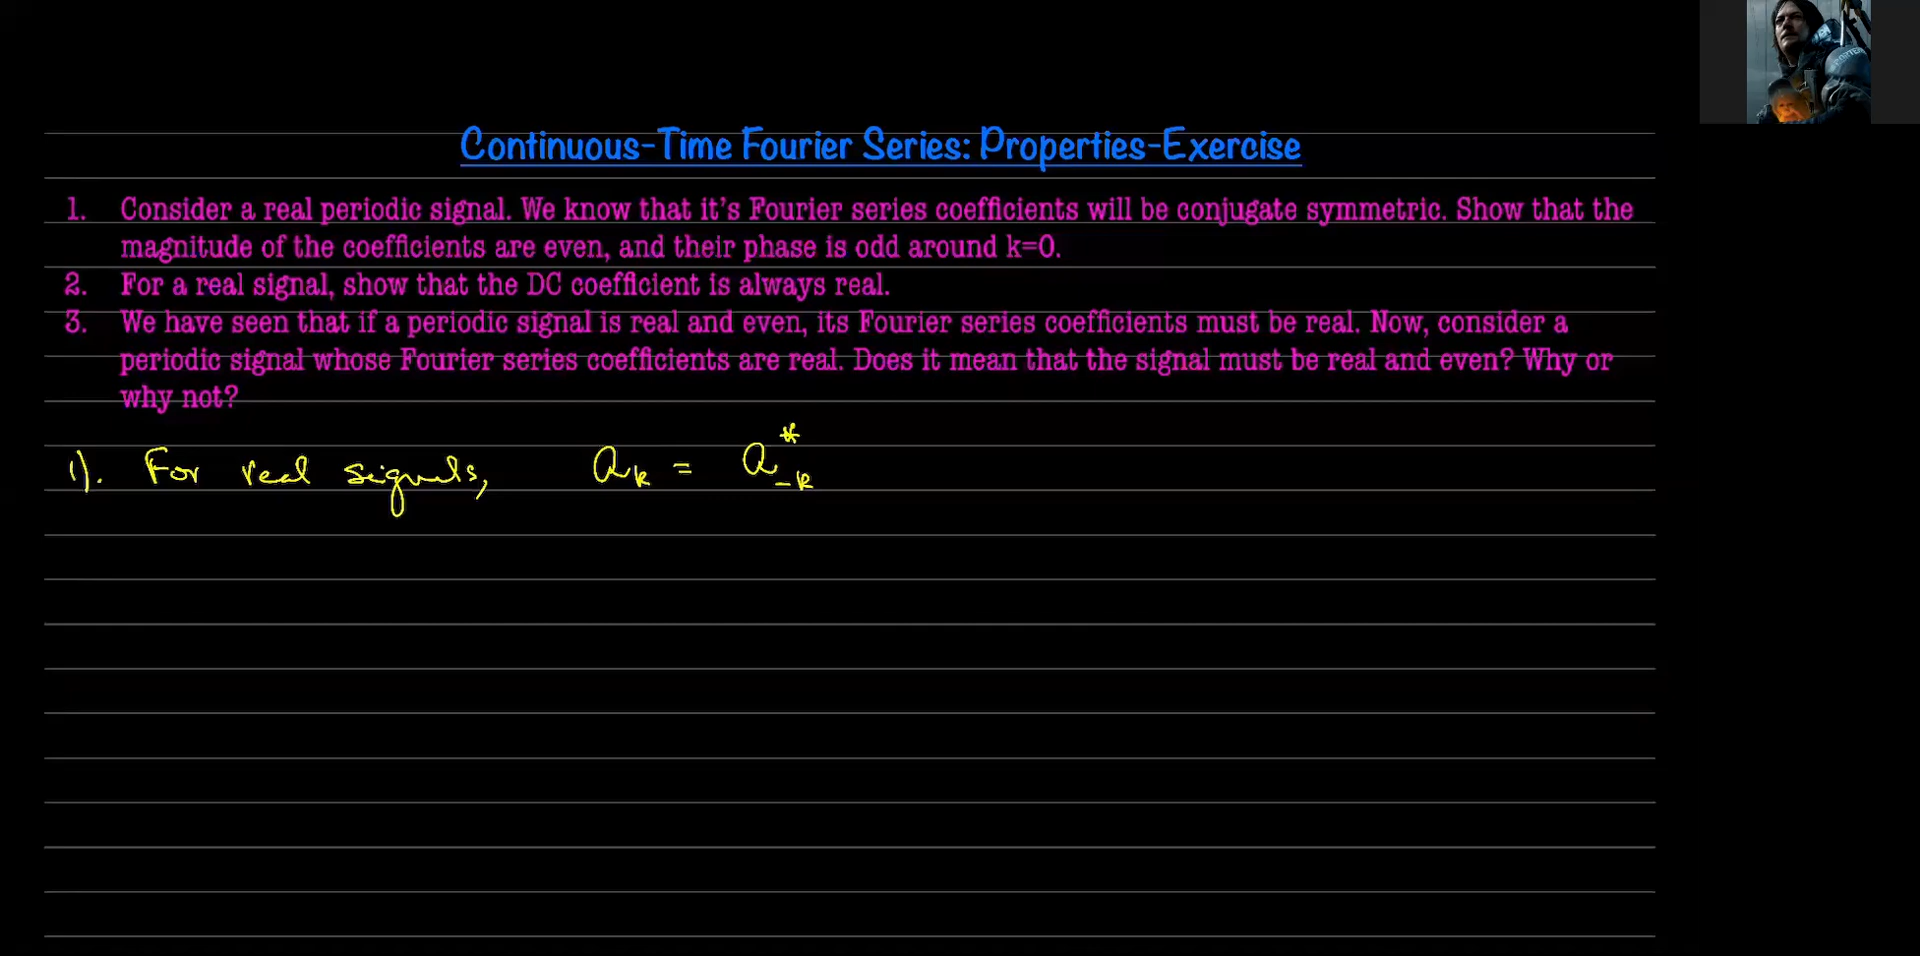 Continuous-Time Fourier Series: Properties-Exercise
1. Consider a real periodic signal. We know that it's Fourier series coefficients will be conjugate symmetric. Show that the
magnitude of the coefficients are even, and their phase is odd around k=0.
2. For a real signal, show that the DC coefficient is always real.
3. We have seen that if a periodic signal is real and even, its Fourier series coefficients must be real. Now, consider a
periodic signal whose Fourier series coefficients are real. Does it mean that the signal must be real and even? Why or
why not?
1). For real signals, a_k = a*_-k